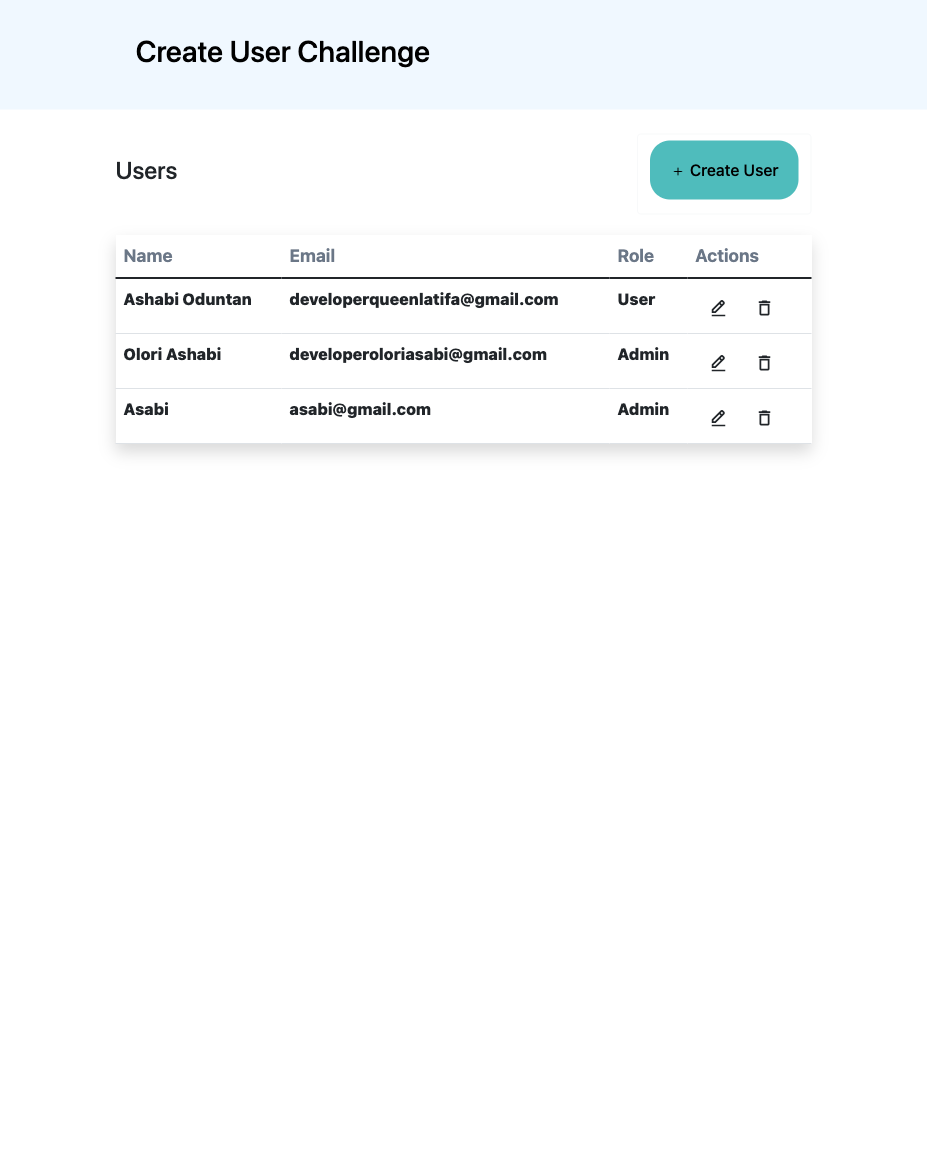 Create User Challenge
Users
+ Create User
Name Email Role Actions
Ashabi Oduntan developerqueenlatifa@gmail.com User
Olori Ashabi developeroloriasabi@gmail.com Admin
Asabi asabi@gmail.com Admin